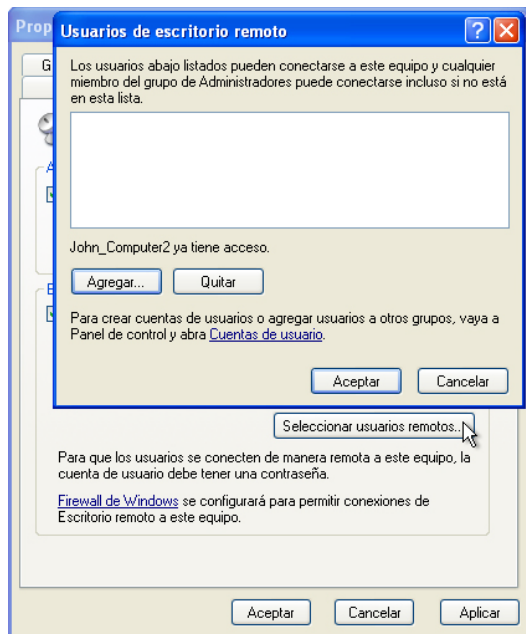 Prop
Usuarios de escritorio remoto
G
Los usuarios abajo listados pueden conectarse a este equipo y cualquier
miembro del grupo de Administradores puede conectarse incluso si no está
en esta lista.
A
John_Computer2 ya tiene acceso.
Agregar... Quitar
E
Para crear cuentas de usuarios o agregar usuarios a otros grupos, vaya a
Panel de control y abra Cuentas de usuario.
Aceptar Cancelar
Seleccionar usuarios remotos...
Para que los usuarios se conecten de manera remota a este equipo, la
cuenta de usuario debe tener una contraseña.
Firewall de Windows se configurará para permitir conexiones de
Escritorio remoto a este equipo.
Aceptar Cancelar Aplicar